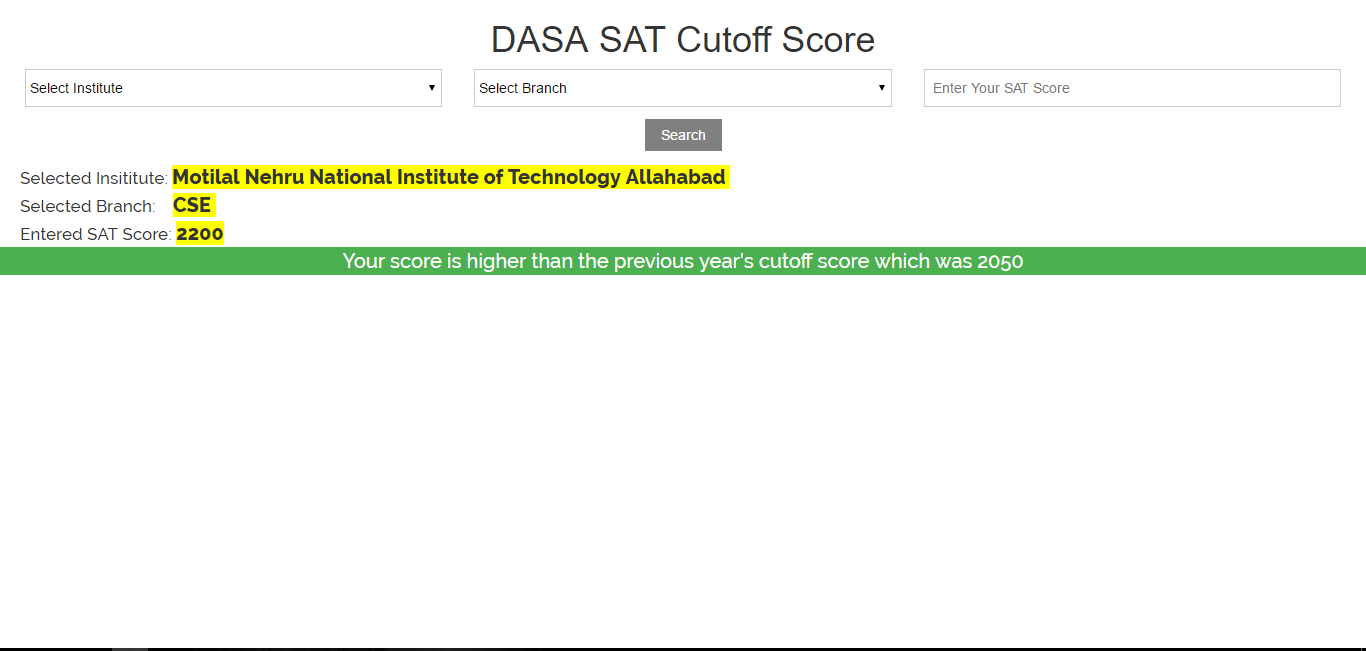 DASA SAT Cutoff Score
Select Institute
Select Branch
Enter Your SAT Score
Search
Selected Insititute: Motilal Nehru National Institute of Technology Allahabad
Selected Branch: CSE
Entered SAT Score: 2200
Your score is higher than the previous year's cutoff score which was 2050